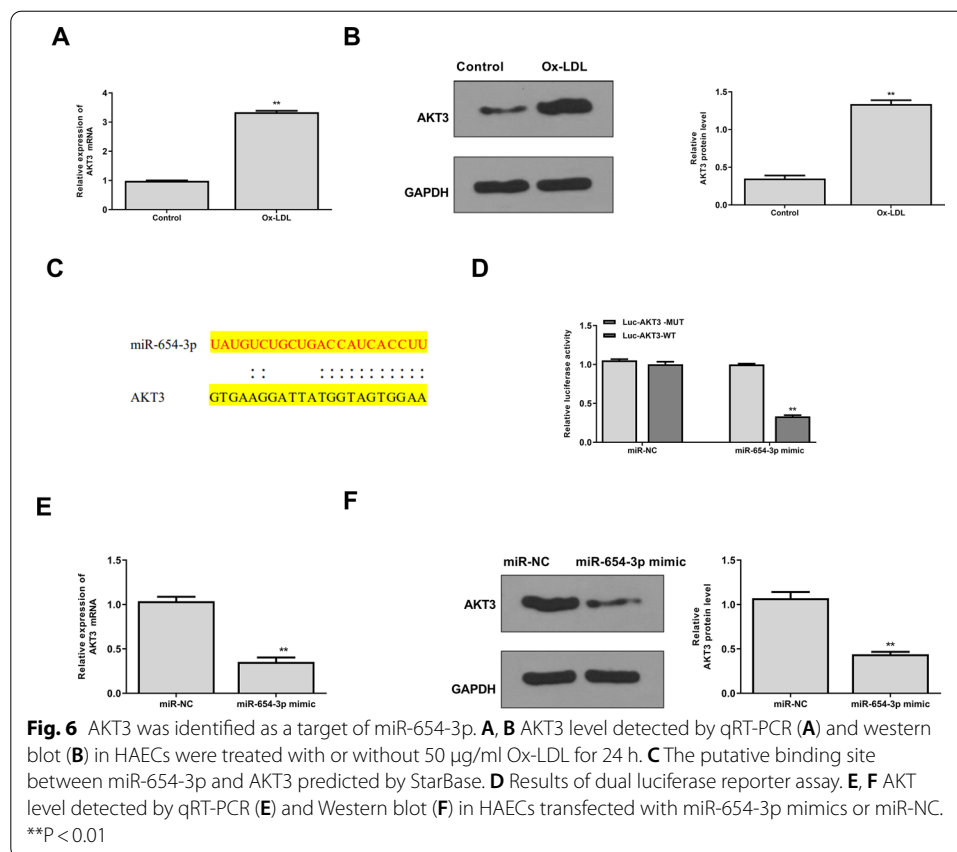 A
Relative expression of
AKT3 mRNA
4
3
2
1
0
**
Control
Ox-LDL
B
Control
Ox-LDL
AKT3
GAPDH
Relative
AKT3 protein level
1.5
1.0
0.5
0.0
**
Control
Ox-LDL
C
miR-654-3p UAUGUCUGCUGACCAUCACCUU
: : : : : : : : : : : : :
AKT3 GTGAAGGATTATGGTAGTGGAA
D
Luc-AKT3 -MUT
Luc-AKT3-WT
Relative luciferase activity
1.5
1.0
0.5
0.0
**
miR-NC
miR-654-3p mimic
E
Relative expression of
AKT3 mRNA
1.5
1.0
0.5
0.0
**
miR-NC
miR-654-3p mimic
F
miR-NC
miR-654-3p mimic
AKT3
GAPDH
Relative
AKT3 protein level
1.5
1.0
0.5
0.0
**
miR-NC
miR-654-3p mimic
Fig. 6 AKT3 was identified as a target of miR-654-3p. A, B AKT3 level detected by qRT-PCR (A) and western
blot (B) in HAECs were treated with or without 50 μg/ml Ox-LDL for 24 h. C The putative binding site
between miR-654-3p and AKT3 predicted by StarBase. D Results of dual luciferase reporter assay. E, F AKT
level detected by qRT-PCR (E) and Western blot (F) in HAECs transfected with miR-654-3p mimics or miR-NC.
**P < 0.01